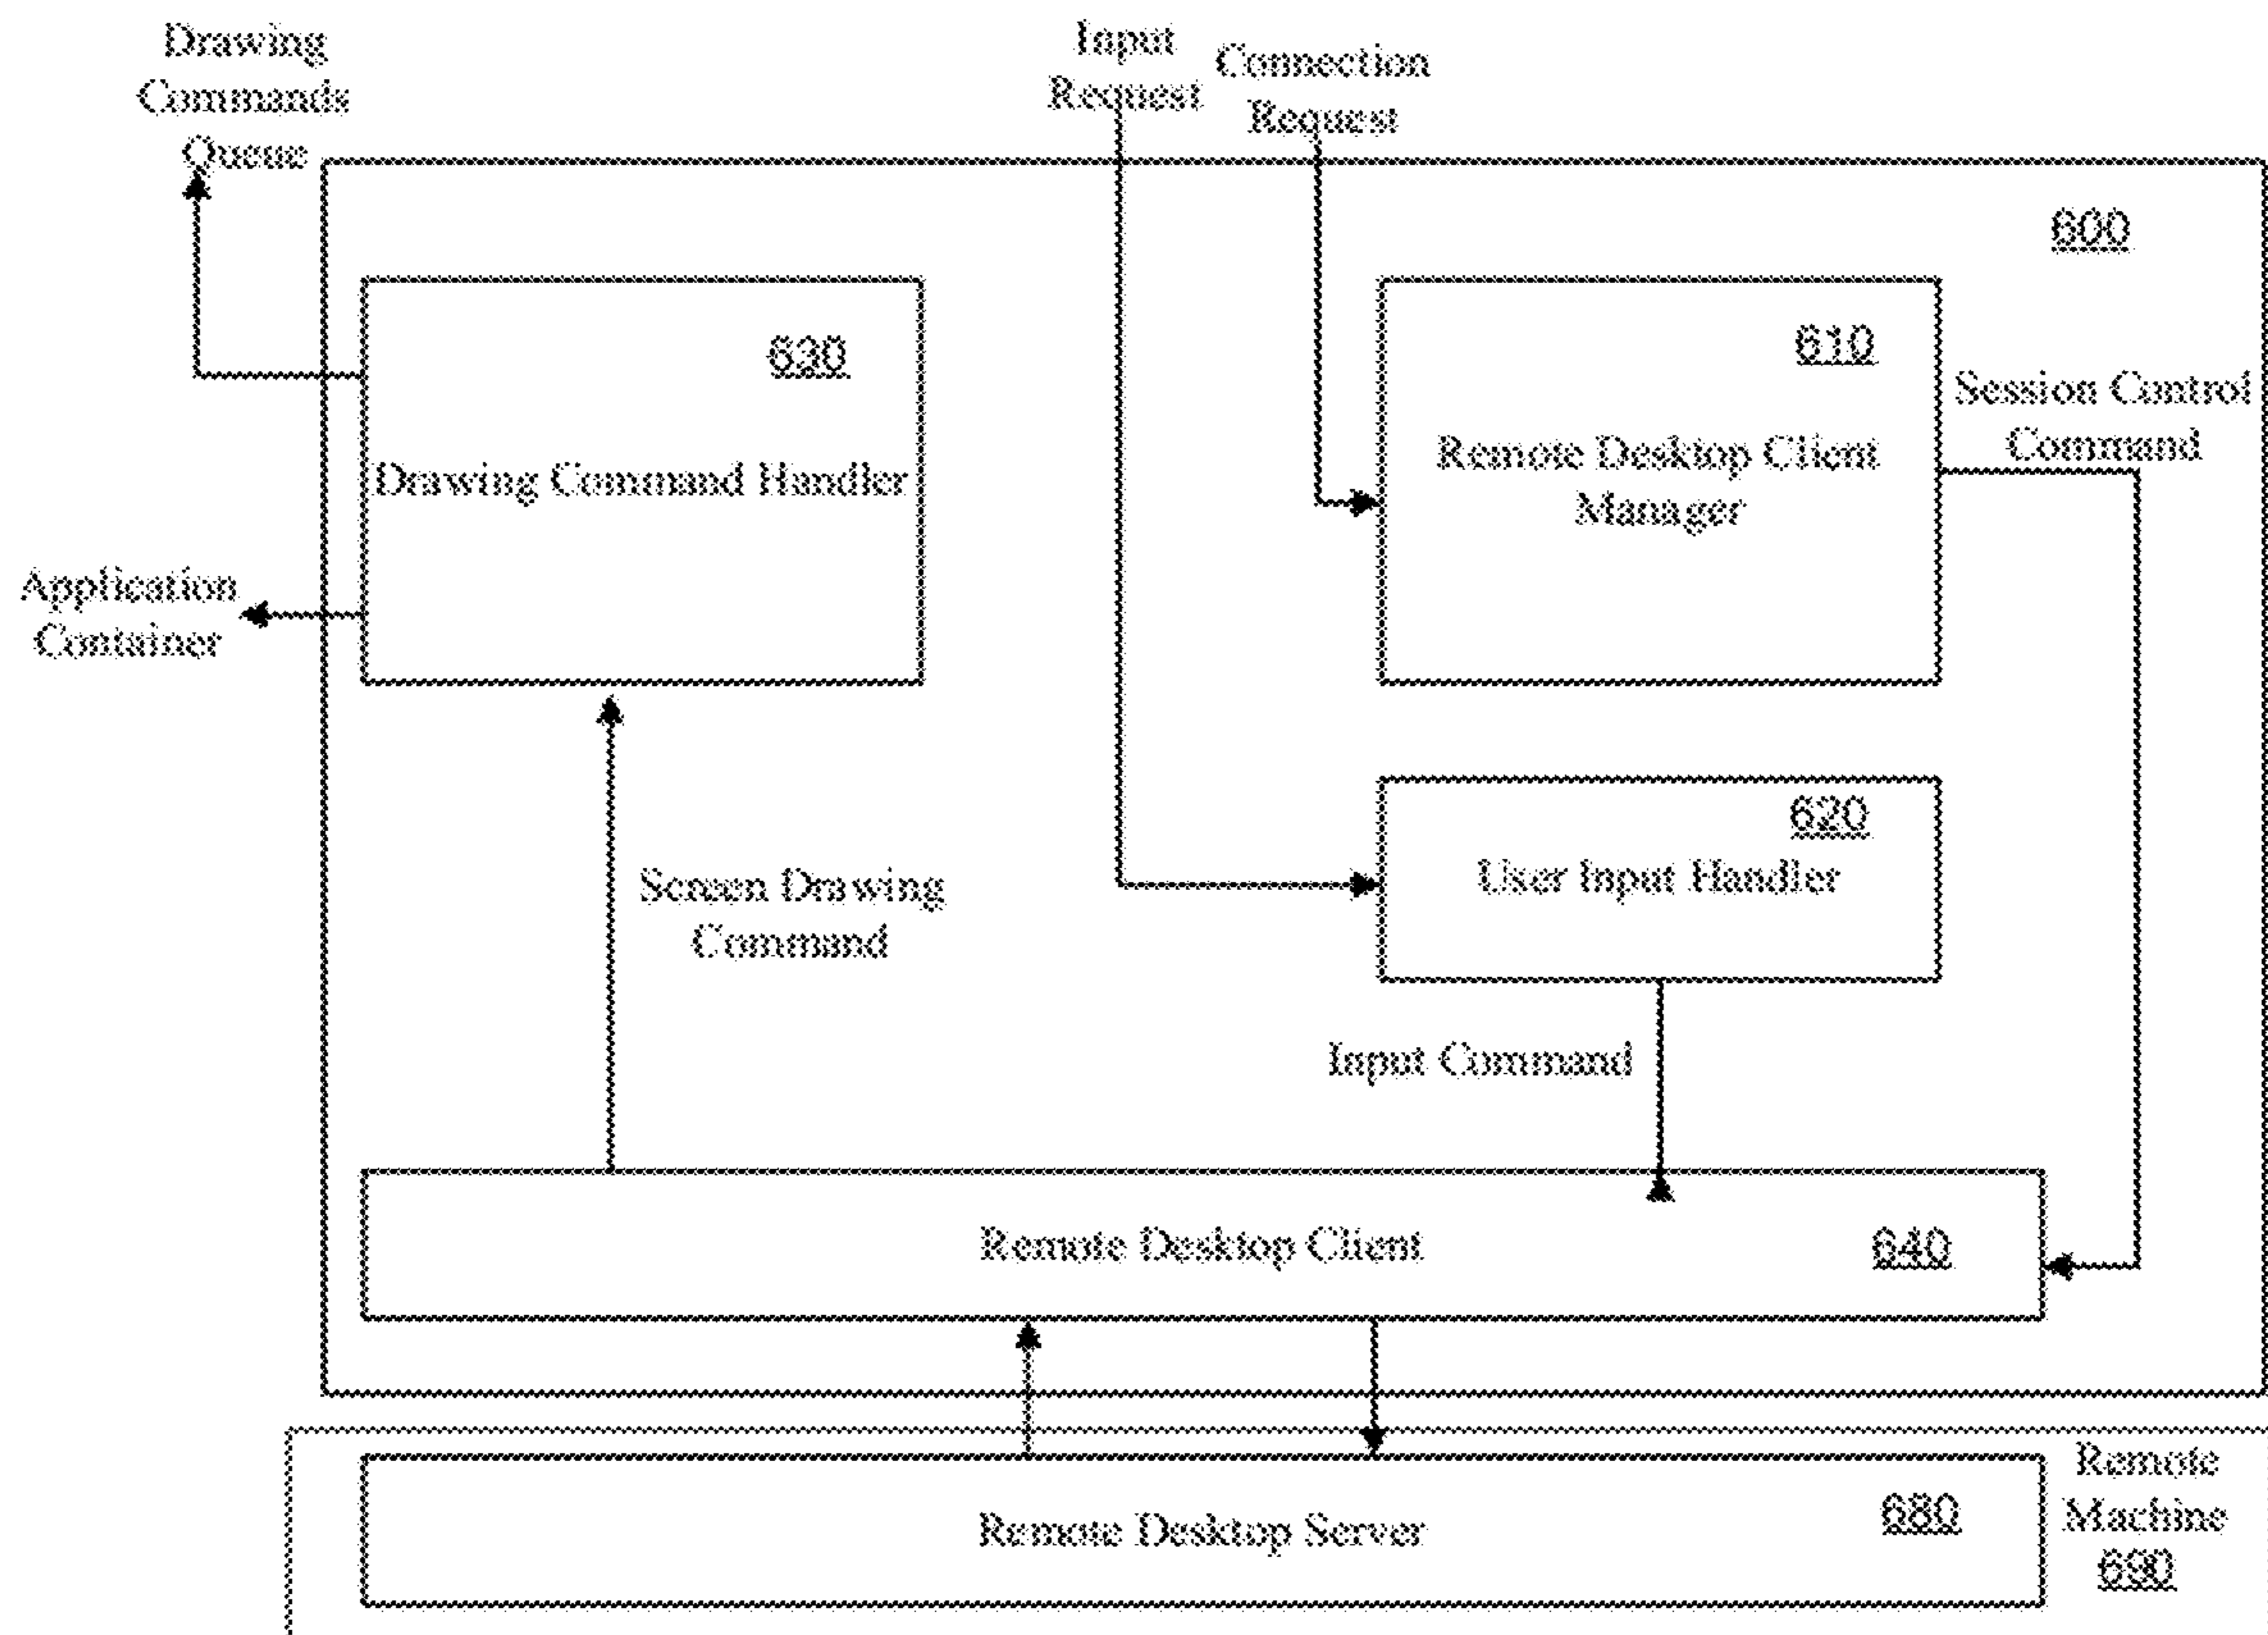 Drawing
Commands
Queue
Input
Request
Connection
Request
600
630
Drawing Command Handler
610
Remote Desktop Client
Manager
Session Control
Command
Application
Container
620
User Input Handler
Screen Drawing
Command
Input Command
Remote Desktop Client
640
Remote Desktop Server
680
Remote
Machine
690